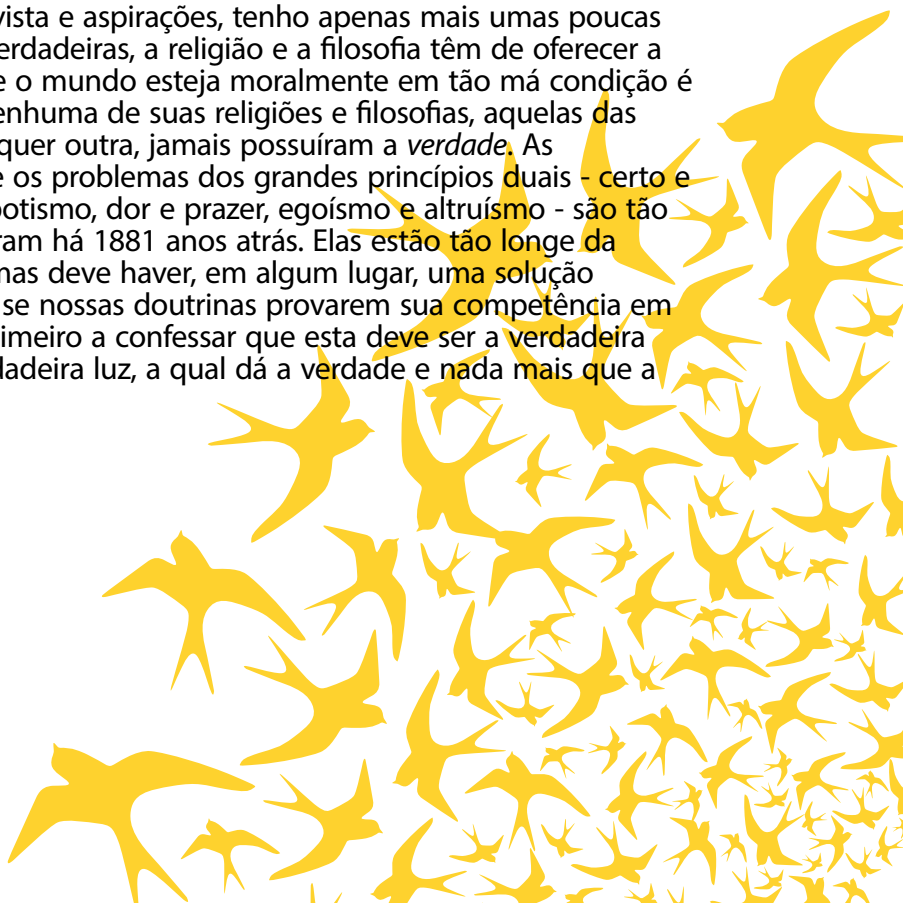 vista e aspirações, tenho apenas mais umas poucas
erdadeiras, a religião e a filosofia têm de oferecer a
e o mundo esteja moralmente em tão má condição é
enhuma de suas religiões e filosofias, aquelas das
quer outra, jamais possuíram a verdade. As
e os problemas dos grandes princípios duais - certo e
potismo, dor e prazer, egoísmo e altruísmo - são tão
ram há 1881 anos atrás. Elas estão tão longe da
mas deve haver, em algum lugar, uma solução
se nossas doutrinas provarem sua competência em
rimeiro a confessar que esta deve ser a verdadeira
dadeira luz, a qual dá a verdade e nada mais que a